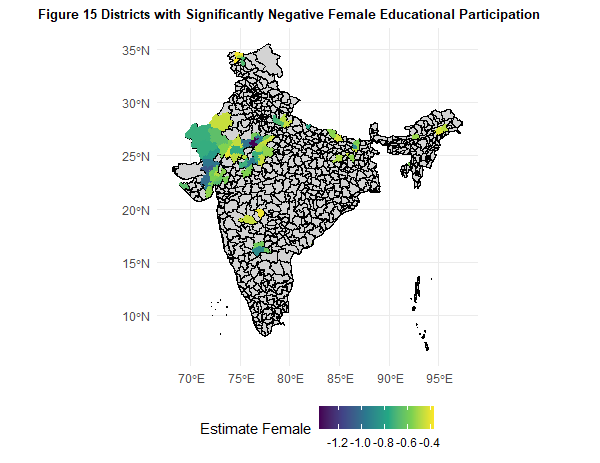 Figure 15 Districts with Significantly Negative Female Educational Participation
35°N
30°N
25°N
20°N
15°N
10°N
70°E 75°E 80°E 85°E 90°E 95°E
Estimate Female
-1.2 -1.0 -0.8 -0.6 -0.4